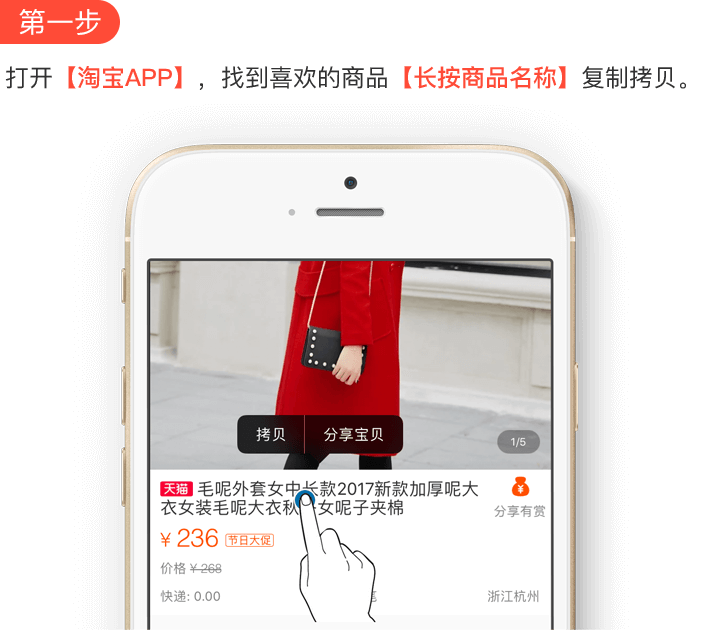 第一步
打开【淘宝APP】，找到喜欢的商品【长按商品名称】复制拷贝。
拷贝 分享宝贝
1/5
天猫 毛呢外套女中长款2017新款加厚呢大
衣女装毛呢大衣秋 女呢子夹棉
分享有赏
¥ 236 节日大促
价格 ¥ 268
快递: 0.00 浙江杭州